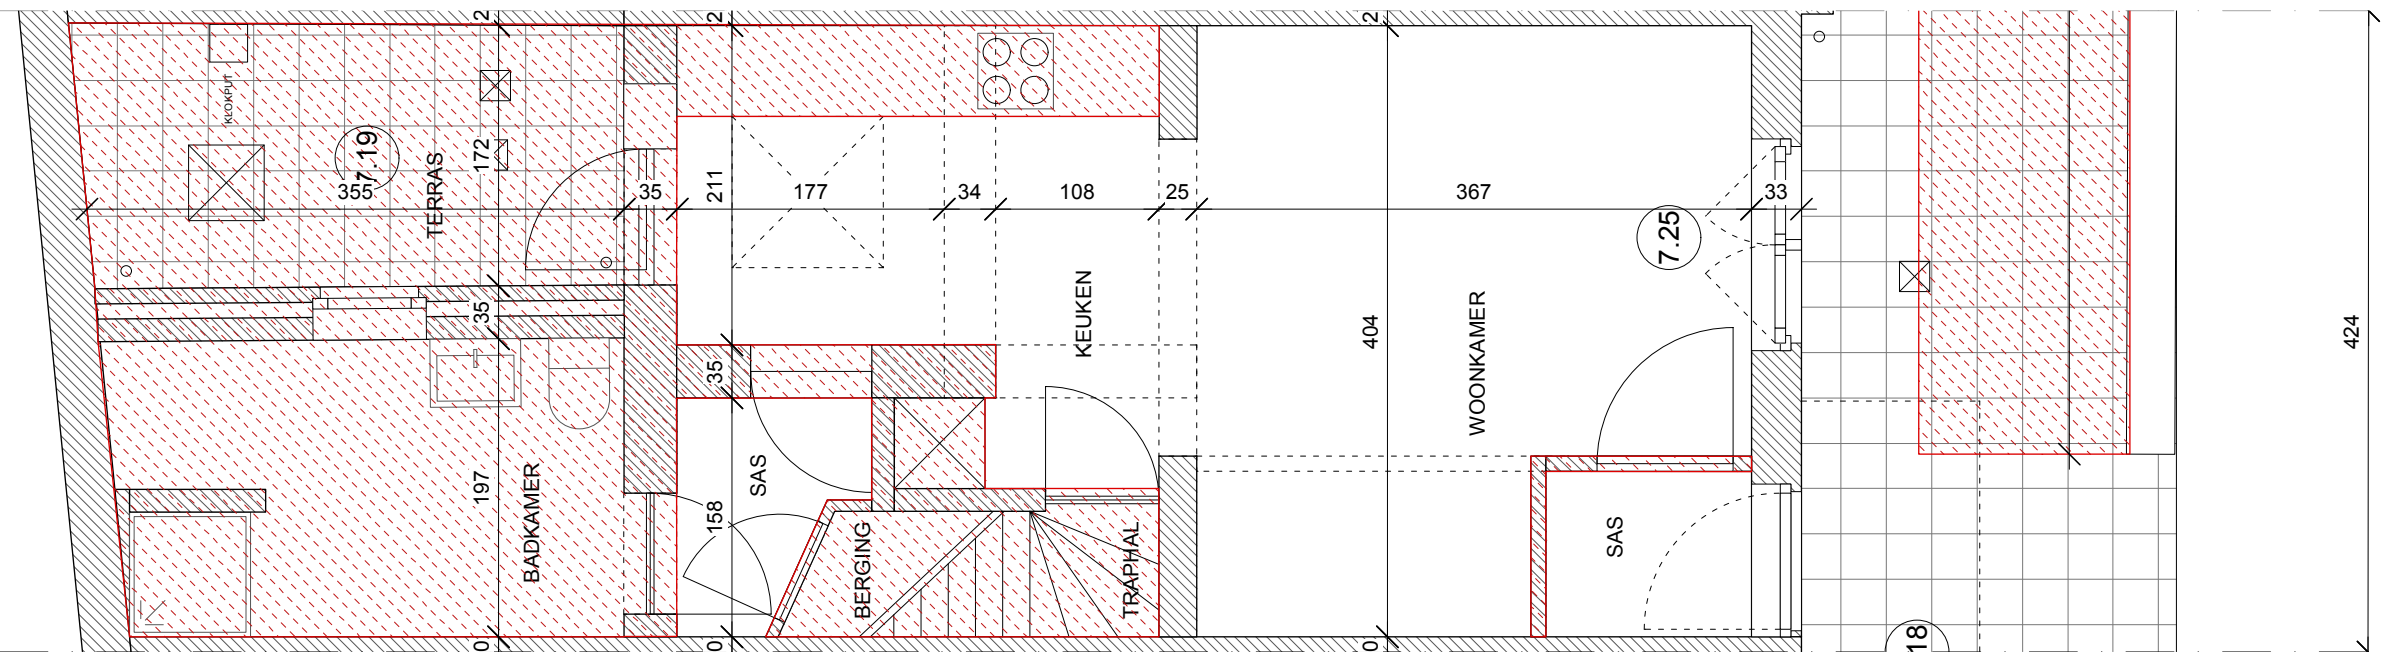 2
2
2
KLOKPUT
7.19
355
TERRAS
172
35
211
177
34
108
25
367
33
7.25
35
KEUKEN
404
WOONKAMER
424
35
197
BADKAMER
SAS
158
BERGING
TRAPHAL
SAS
0
0
0
18